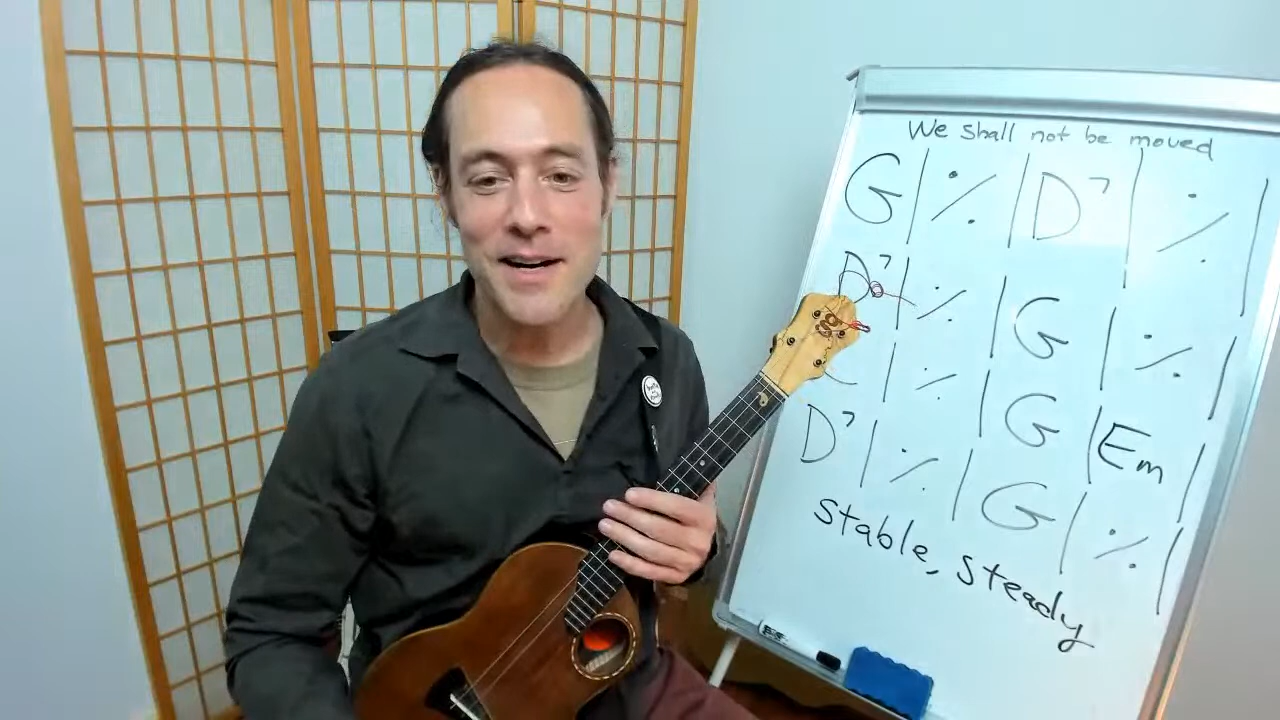 We shall not be moved
G | ٪ | D7 | ٪ |
D7 | ٪ | G | ٪ |
C | ٪ | G | Em |
D7 | ٪ | G | ٪ |
stable, steady